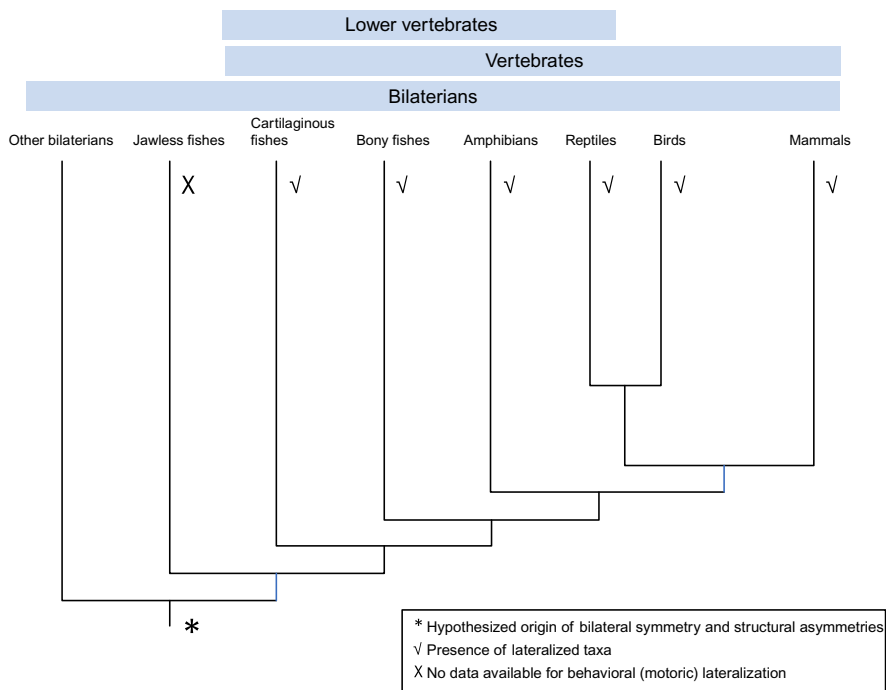 Lower vertebrates
Vertebrates
Bilaterians
Other bilaterians
Jawless fishes
Cartilaginous
fishes
Bony fishes
Amphibians
Reptiles
Birds
Mammals
X
√
√
√
√
√
√
*
* Hypothesized origin of bilateral symmetry and structural asymmetries
√ Presence of lateralized taxa
X No data available for behavioral (motoric) lateralization